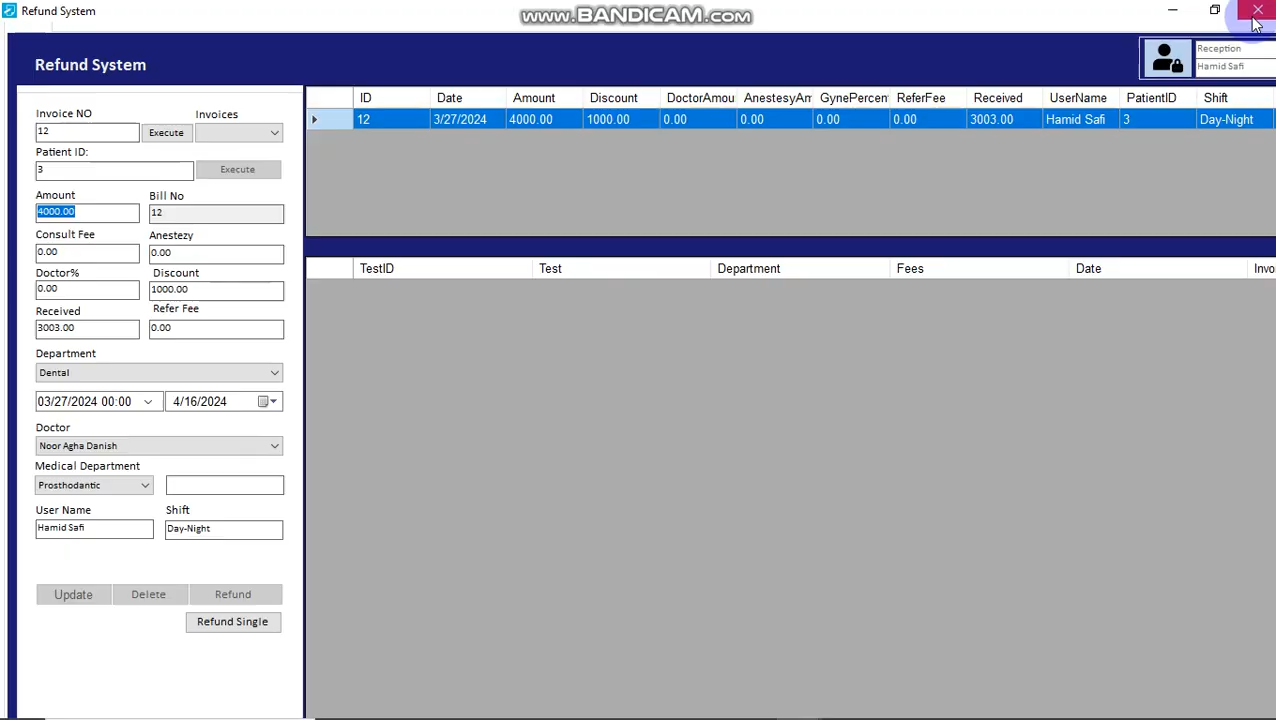 Refund System
www.BANDICAM.com
Refund System
Reception
Hamid Safi
Invoice NO
Invoices
12
Execute
Patient ID:
3
Execute
Amount
Bill No
4000.00
12
Consult Fee
Anestezy
0.00
0.00
Doctor%
Discount
0.00
1000.00
Received
Refer Fee
3003.00
0.00
Department
Dental
03/27/2024 00:00
4/16/2024
Doctor
Noor Agha Danish
Medical Department
Prosthodantic
User Name
Shift
Hamid Safi
Day-Night
Update
Delete
Refund
Refund Single
ID Date Amount Discount DoctorAmou AnestesyAm GynePercen ReferFee Received UserName PatientID Shift
12 3/27/2024 4000.00 1000.00 0.00 0.00 0.00 0.00 3003.00 Hamid Safi 3 Day-Night
TestID Test Department Fees Date Invo